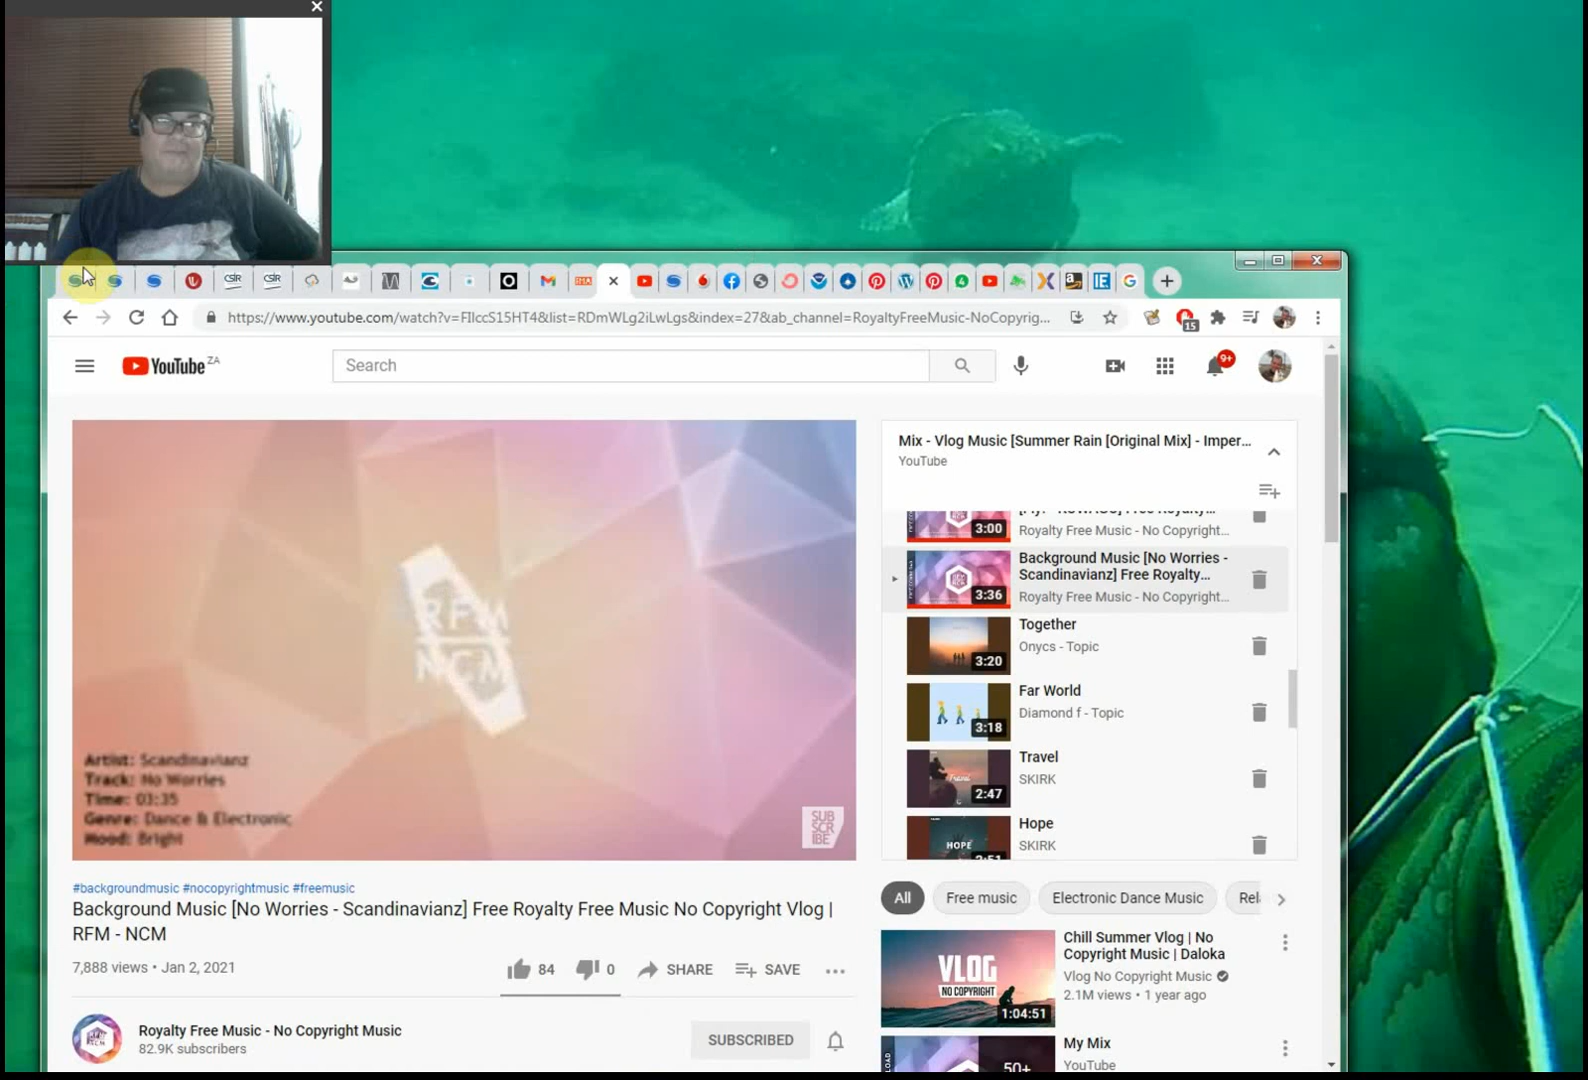 https://www.youtube.com/watch?v=FIlccS15HT4&list=RDmWLg2iLwLgs&index=27&ab_channel=RoyaltyFreeMusic-NoCopyrig...
15
YouTube ZA
Search
9+
RFM
NCM
Artist: Scandinavianz
Track: No Worries
Time: 03:35
Genre: Dance & Electronic
Mood: Bright
SUB
SCR
IBE
Mix - Vlog Music [Summer Rain [Original Mix] - Imper...
YouTube
3:00
Royalty Free Music - No Copyright...
Background Music [No Worries -
Scandinavianz] Free Royalty...
3:36
Royalty Free Music - No Copyright...
Together
Onycs - Topic
3:20
Far World
Diamond f - Topic
3:18
Travel
SKIRK
2:47
Hope
SKIRK
HOPE
#backgroundmusic #nocopyrightmusic #freemusic
Background Music [No Worries - Scandinavianz] Free Royalty Free Music No Copyright Vlog |
RFM - NCM
7,888 views • Jan 2, 2021
84
0
SHARE
SAVE
Royalty Free Music - No Copyright Music
82.9K subscribers
SUBSCRIBED
All
Free music
Electronic Dance Music
Rel
VLOG
NO COPYRIGHT
1:04:51
Chill Summer Vlog | No
Copyright Music | Daloka
Vlog No Copyright Music
2.1M views • 1 year ago
My Mix
YouTube
50+